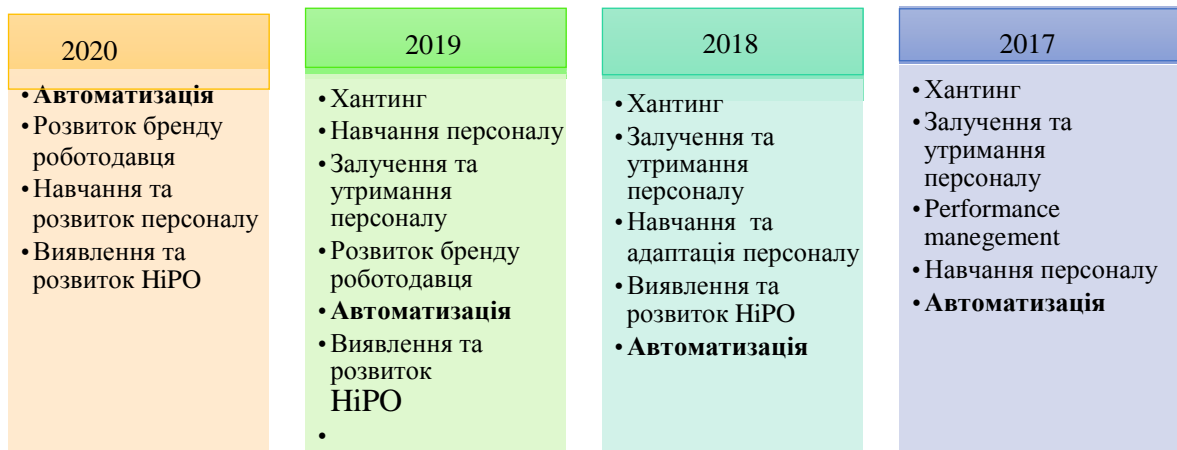 2020
• Автоматизація
• Розвиток бренду
роботодавця
• Навчання та
розвиток персоналу
• Виявлення та
розвиток HiPO
2019
• Хантинг
• Навчання персоналу
• Залучення та
утримання
персоналу
• Розвиток бренду
роботодавця
• Автоматизація
• Виявлення та
розвиток
HiPO
•
2018
• Хантинг
• Залучення та
утримання
персоналу
• Навчання та
адаптація персоналу
• Виявлення та
розвиток HiPO
• Автоматизація
2017
• Хантинг
• Залучення та
утримання
персоналу
• Performance
manegement
• Навчання персоналу
• Автоматизація